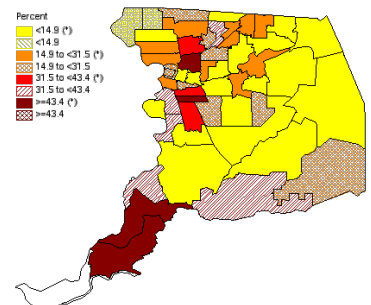 Percent
<14.9 (*)
<14.9
14.9 to <31.5 (*)
14.9 to <31.5
31.5 to <43.4 (*)
31.5 to <43.4
>=43.4 (*)
>=43.4